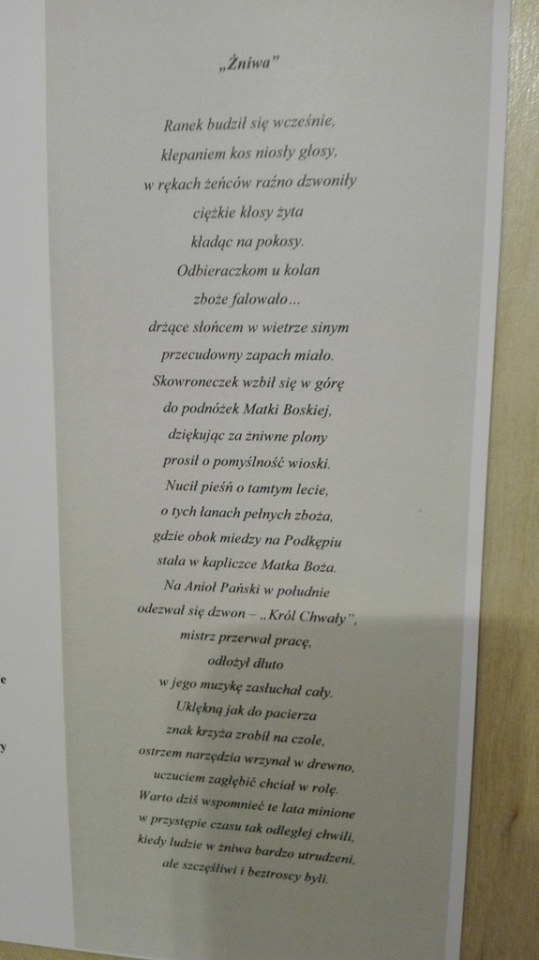 „Żniwa”
Ranek budził się wcześnie,
klepaniem kos niosły głosy,
w rękach żeńców raźno dzwoniły
ciężkie kłosy żyta
kładąc na pokosy.
Odbieraczkom u kolan
zboże falowało...
drżące słońcem w wietrze sinym
przecudowny zapach miało.
Skowroneczek wzbił się w górę
do podnóżek Matki Boskiej,
dziękując za żniwne plony
prosił o pomyślność wioski.
Nucił pieśń o tamtym lecie,
o tych łanach pełnych zboża,
gdzie obok miedzy na Podkępiu
stała w kapliczce Matka Boża.
Na Anioł Pański w południe
odezwał się dzwon – „Król Chwały”,
mistrz przerwał pracę,
odłożył dłuto
w jego muzykę zasłuchał cały.
Uklękną jak do pacierza
znak krzyża zrobił na czole,
ostrzem narzędzia wrzynał w drewno,
uczuciem zagłębić chciał w rolę.
Warto dziś wspomnieć te lata minione
w przystępie czasu tak odległej chwili,
kiedy ludzie w żniwa bardzo utrudzeni,
ale szczęśliwi i beztroscy byli.
e
y